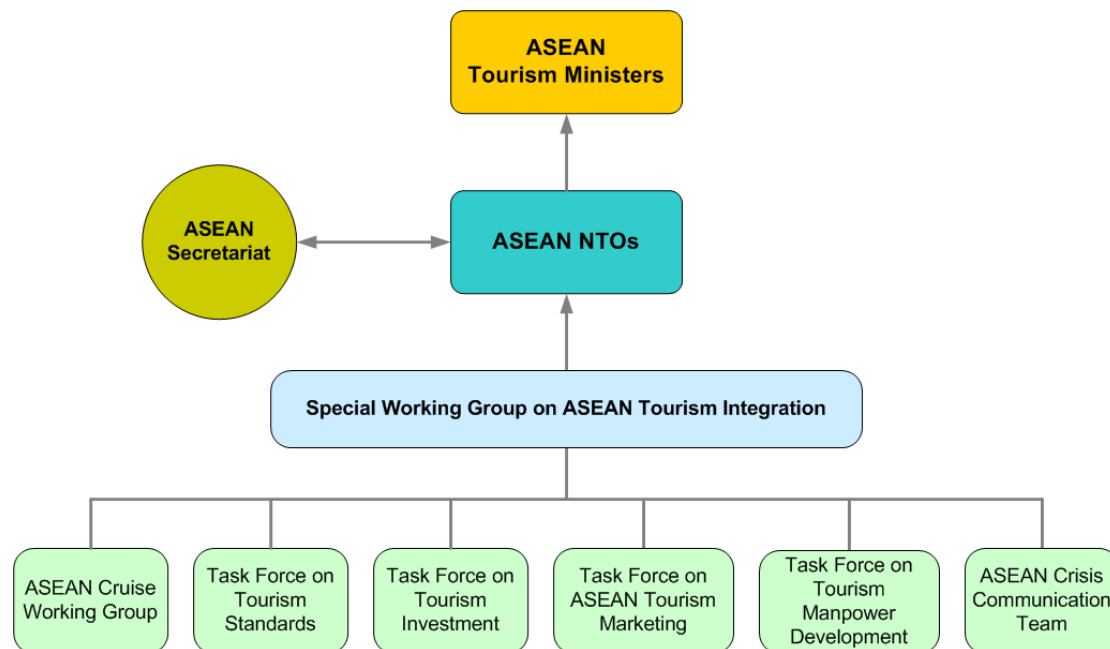 ASEAN
Tourism Ministers
ASEAN
Secretariat
ASEAN NTOs
Special Working Group on ASEAN Tourism Integration
ASEAN Cruise
Working Group
Task Force on
Tourism
Standards
Task Force on
Tourism
Investment
Task Force on
ASEAN Tourism
Marketing
Task Force on
Tourism
Manpower
Development
ASEAN Crisis
Communication
Team